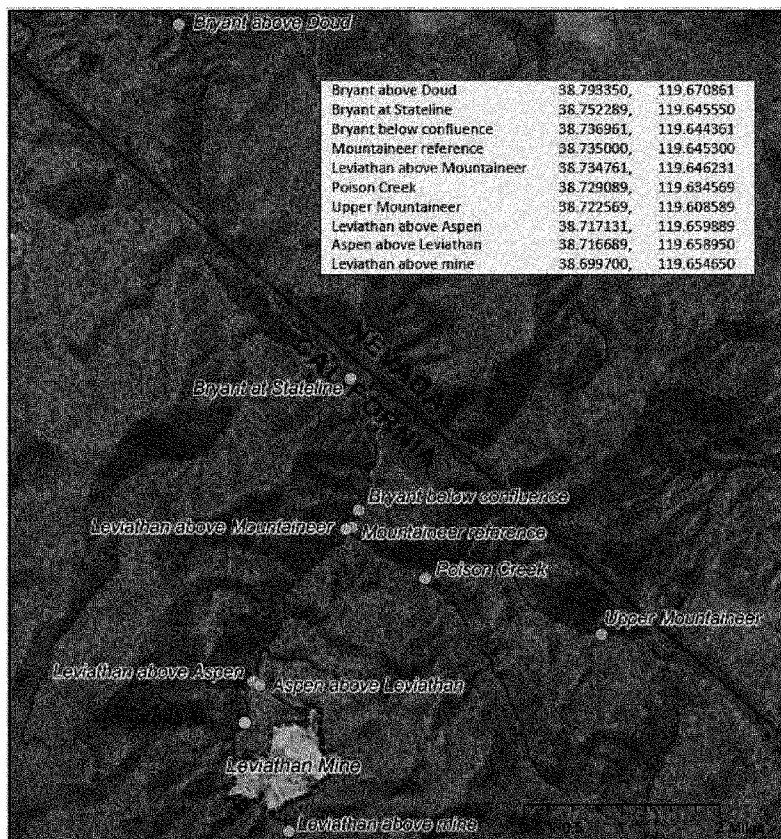 Bryant above Doud
Bryant above Doud 38.793350, 119.670861
Bryant at Stateline 38.752289, 119.645550
Bryant below confluence 38.736961, 119.644361
Mountaineer reference 38.735000, 119.645300
Leviathan above Mountaineer 38.734761, 119.646231
Poison Creek 38.729089, 119.634569
Upper Mountaineer 38.722569, 119.608589
Leviathan above Aspen 38.717131, 119.659889
Aspen above Leviathan 38.716689, 119.658950
Leviathan above mine 38.699700, 119.654650
NEVADA
CALIFORNIA
Bryant at Stateline
Bryant below confluence
Leviathan above Mountaineer
Mountaineer reference
Poison Creek
Upper Mountaineer
Leviathan above Aspen
Aspen above Leviathan
Leviathan Mine
Leviathan above mine